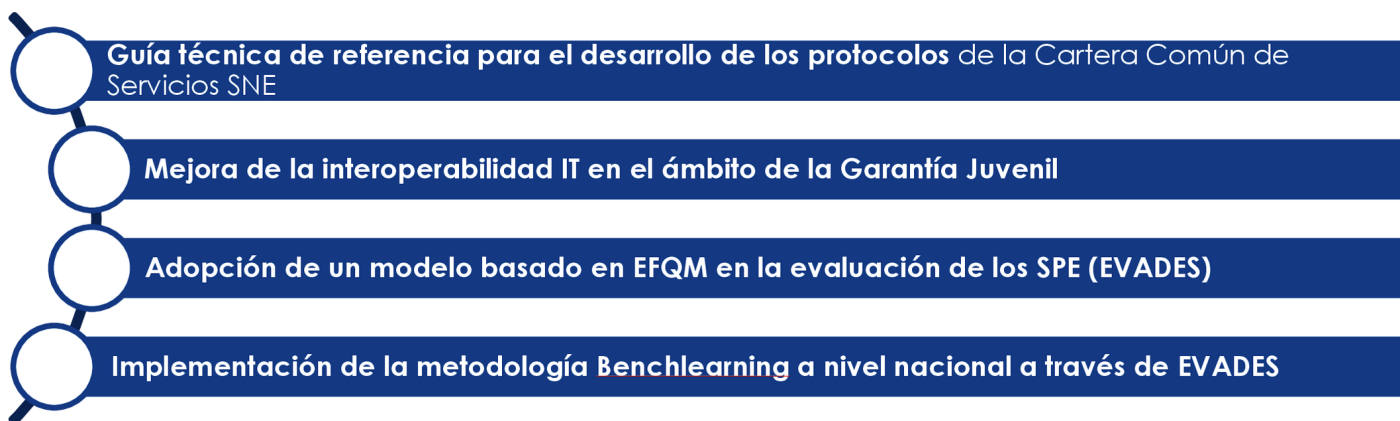 Guía técnica de referencia para el desarrollo de los protocolos de la Cartera Común de
Servicios SNE
Mejora de la interoperabilidad IT en el ámbito de la Garantía Juvenil
Adopción de un modelo basado en EFQM en la evaluación de los SPE (EVADES)
Implementación de la metodología Benchlearning a nivel nacional a través de EVADES